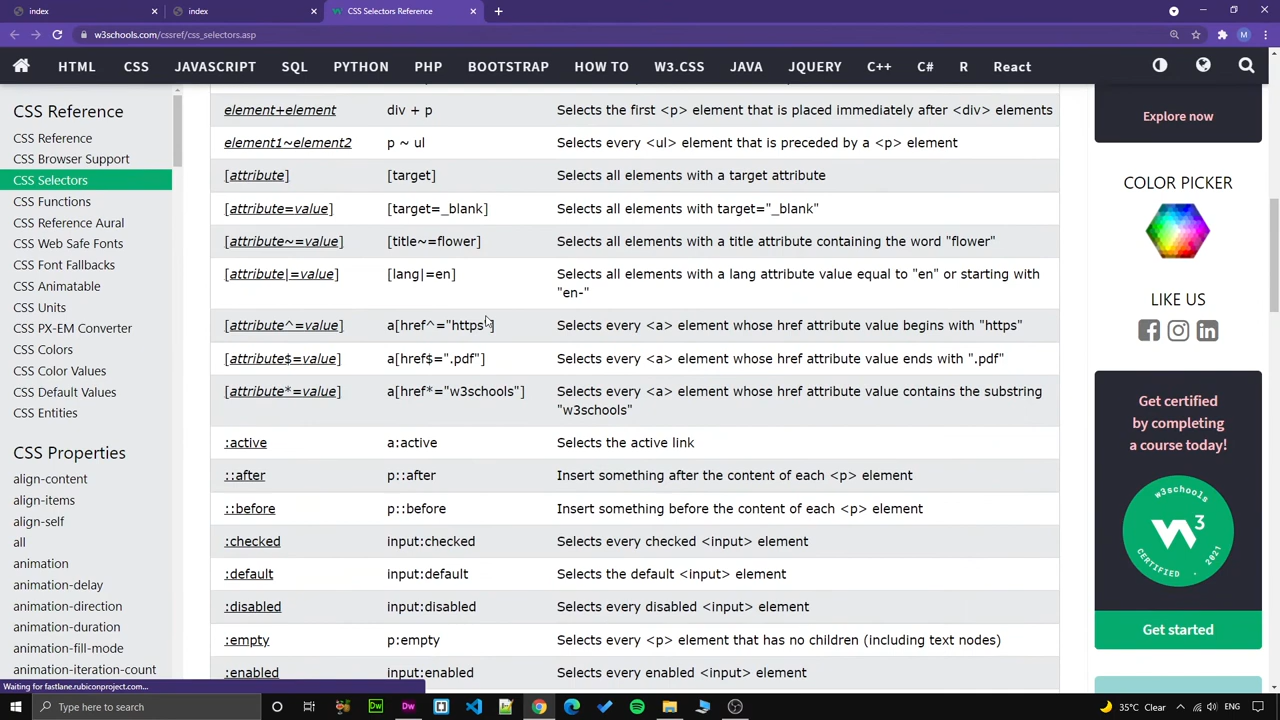 index
index
CSS Selectors Reference
w3schools.com/cssref/css_selectors.asp
HTML CSS JAVASCRIPT SQL PYTHON PHP BOOTSTRAP HOW TO W3.CSS JAVA JQUERY C++ C# R React
CSS Reference
CSS Reference
CSS Browser Support
CSS Selectors
CSS Functions
CSS Reference Aural
CSS Web Safe Fonts
CSS Font Fallbacks
CSS Animatable
CSS Units
CSS PX-EM Converter
CSS Colors
CSS Color Values
CSS Default Values
CSS Entities
CSS Properties
align-content
align-items
align-self
all
animation
animation-delay
animation-direction
animation-duration
animation-fill-mode
animation-iteration-count
element+element div + p Selects the first <p> element that is placed immediately after <div> elements
element1~element2 p ~ ul Selects every <ul> element that is preceded by a <p> element
[attribute] [target] Selects all elements with a target attribute
[attribute=value] [target=_blank] Selects all elements with target="_blank"
[attribute~=value] [title~=flower] Selects all elements with a title attribute containing the word "flower"
[attribute|=value] [lang|=en] Selects all elements with a lang attribute value equal to "en" or starting with
"en-"
[attribute^=value] a[href^="https"] Selects every <a> element whose href attribute value begins with "https"
[attribute$=value] a[href$=".pdf"] Selects every <a> element whose href attribute value ends with ".pdf"
[attribute*=value] a[href*="w3schools"] Selects every <a> element whose href attribute value contains the substring
"w3schools"
:active a:active Selects the active link
::after p::after Insert something after the content of each <p> element
::before p::before Insert something before the content of each <p> element
:checked input:checked Selects every checked <input> element
:default input:default Selects the default <input> element
:disabled input:disabled Selects every disabled <input> element
:empty p:empty Selects every <p> element that has no children (including text nodes)
:enabled input:enabled Selects every enabled <input> element
Explore now
COLOR PICKER
LIKE US
Get certified
by completing
a course today!
w3schools
W3
CERTIFIED . 2021
Get started
Waiting for fastlane.rubiconproject.com...
Type here to search
35°C Clear
ENG